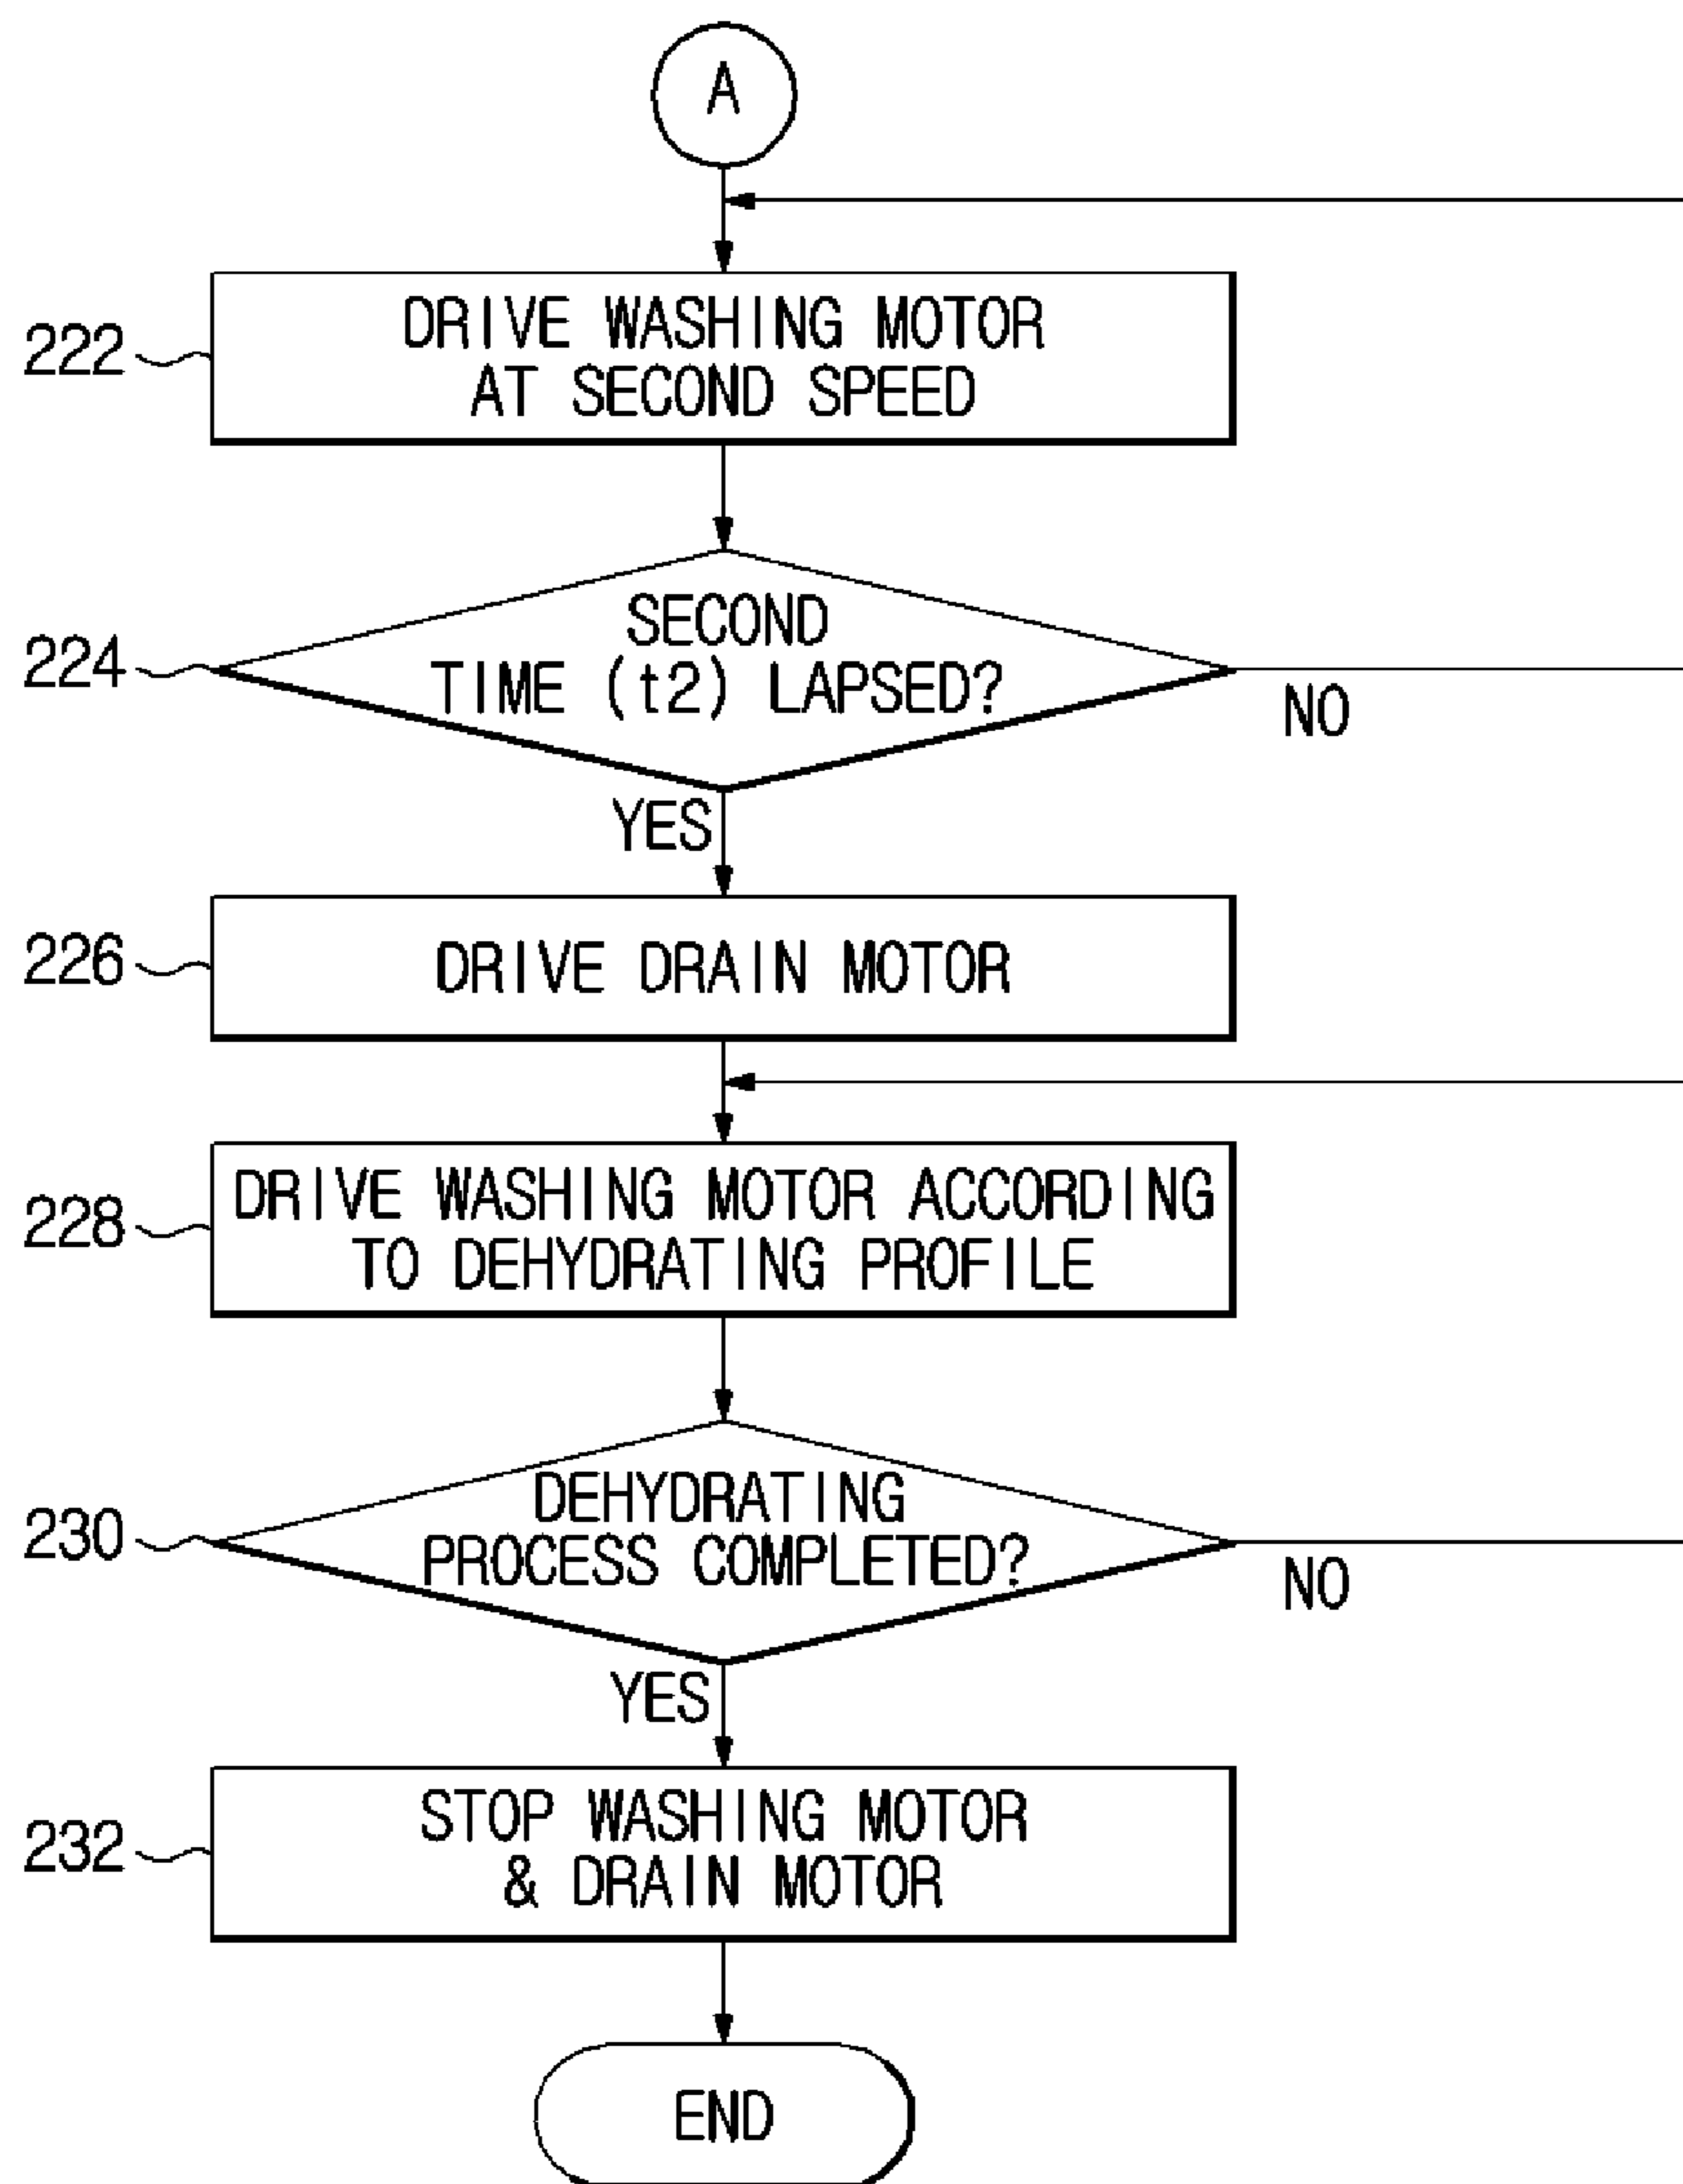 A
222
DRIVE WASHING MOTOR
AT SECOND SPEED
224
SECOND
TIME (t2) LAPSED?
NO
YES
226
DRIVE DRAIN MOTOR
228
DRIVE WASHING MOTOR ACCORDING
TO DEHYDRATING PROFILE
230
DEHYDRATING
PROCESS COMPLETED?
NO
YES
232
STOP WASHING MOTOR
& DRAIN MOTOR
END